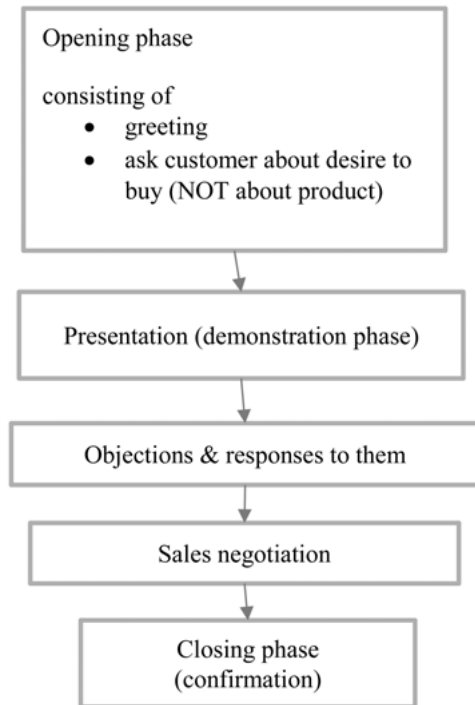 Opening phase
consisting of
• greeting
• ask customer about desire to
buy (NOT about product)
Presentation (demonstration phase)
Objections & responses to them
Sales negotiation
Closing phase
(confirmation)